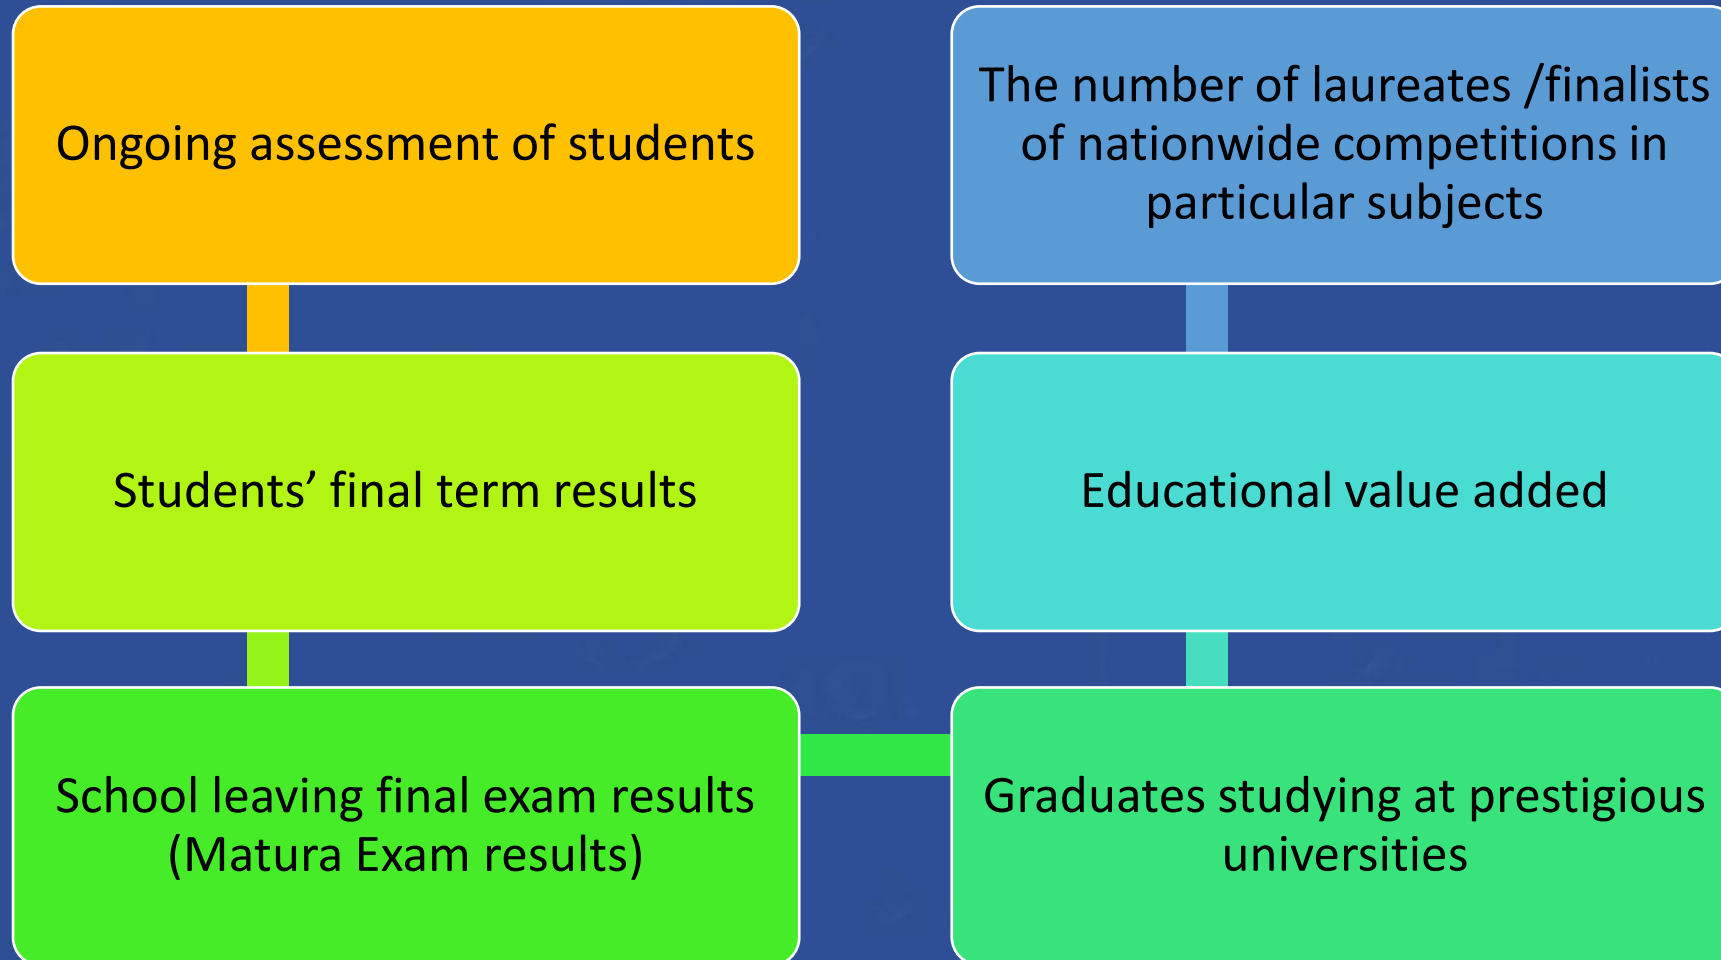 Ongoing assessment of students
Students’ final term results
School leaving final exam results
(Matura Exam results)
Graduates studying at prestigious
universities
Educational value added
The number of laureates /finalists
of nationwide competitions in
particular subjects